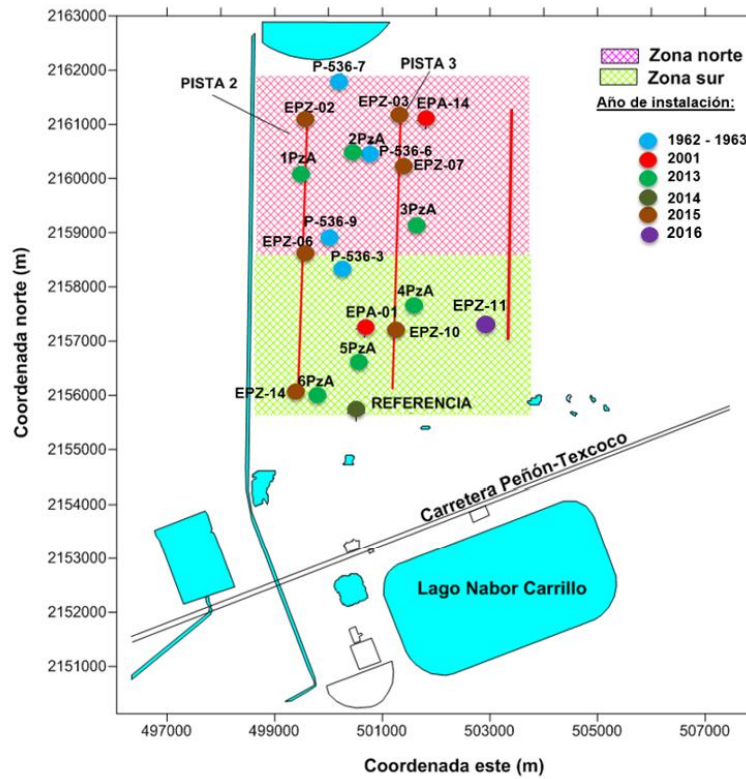 2163000
2162000
2161000
2160000
2159000
2158000
2157000
2156000
2155000
2154000
2153000
2152000
2151000
Coordenada norte (m)
P-536-7
PISTA 3
PISTA 2
EPZ-02
EPZ-03
EPA-14
2PzA
P-536-6
1PzA
EPZ-07
P-536-9
3PzA
EPZ-06
P-536-3
4PzA
EPA-01
EPZ-11
EPZ-10
5PzA
EPZ-14
6PzA
REFERENCIA
Carretera Peñón-Texcoco
Lago Nabor Carrillo
Zona norte
Zona sur
Año de instalación:
1962 - 1963
2001
2013
2014
2015
2016
497000
499000
501000
503000
505000
507000
Coordenada este (m)